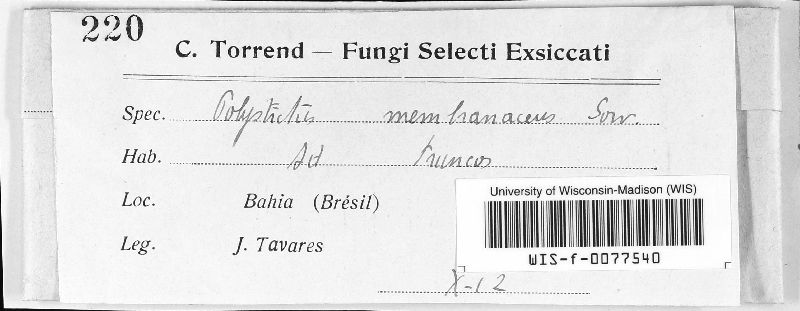 220
C. Torrend — Fungi Selecti Exsiccati
Spec. Polystictus membranaceus Sow.
Hab. Ad truncos
Loc. Bahia (Brésil)
Leg. J. Tavares
University of Wisconsin-Madison (WIS)
WIS-f-0077540
X-12